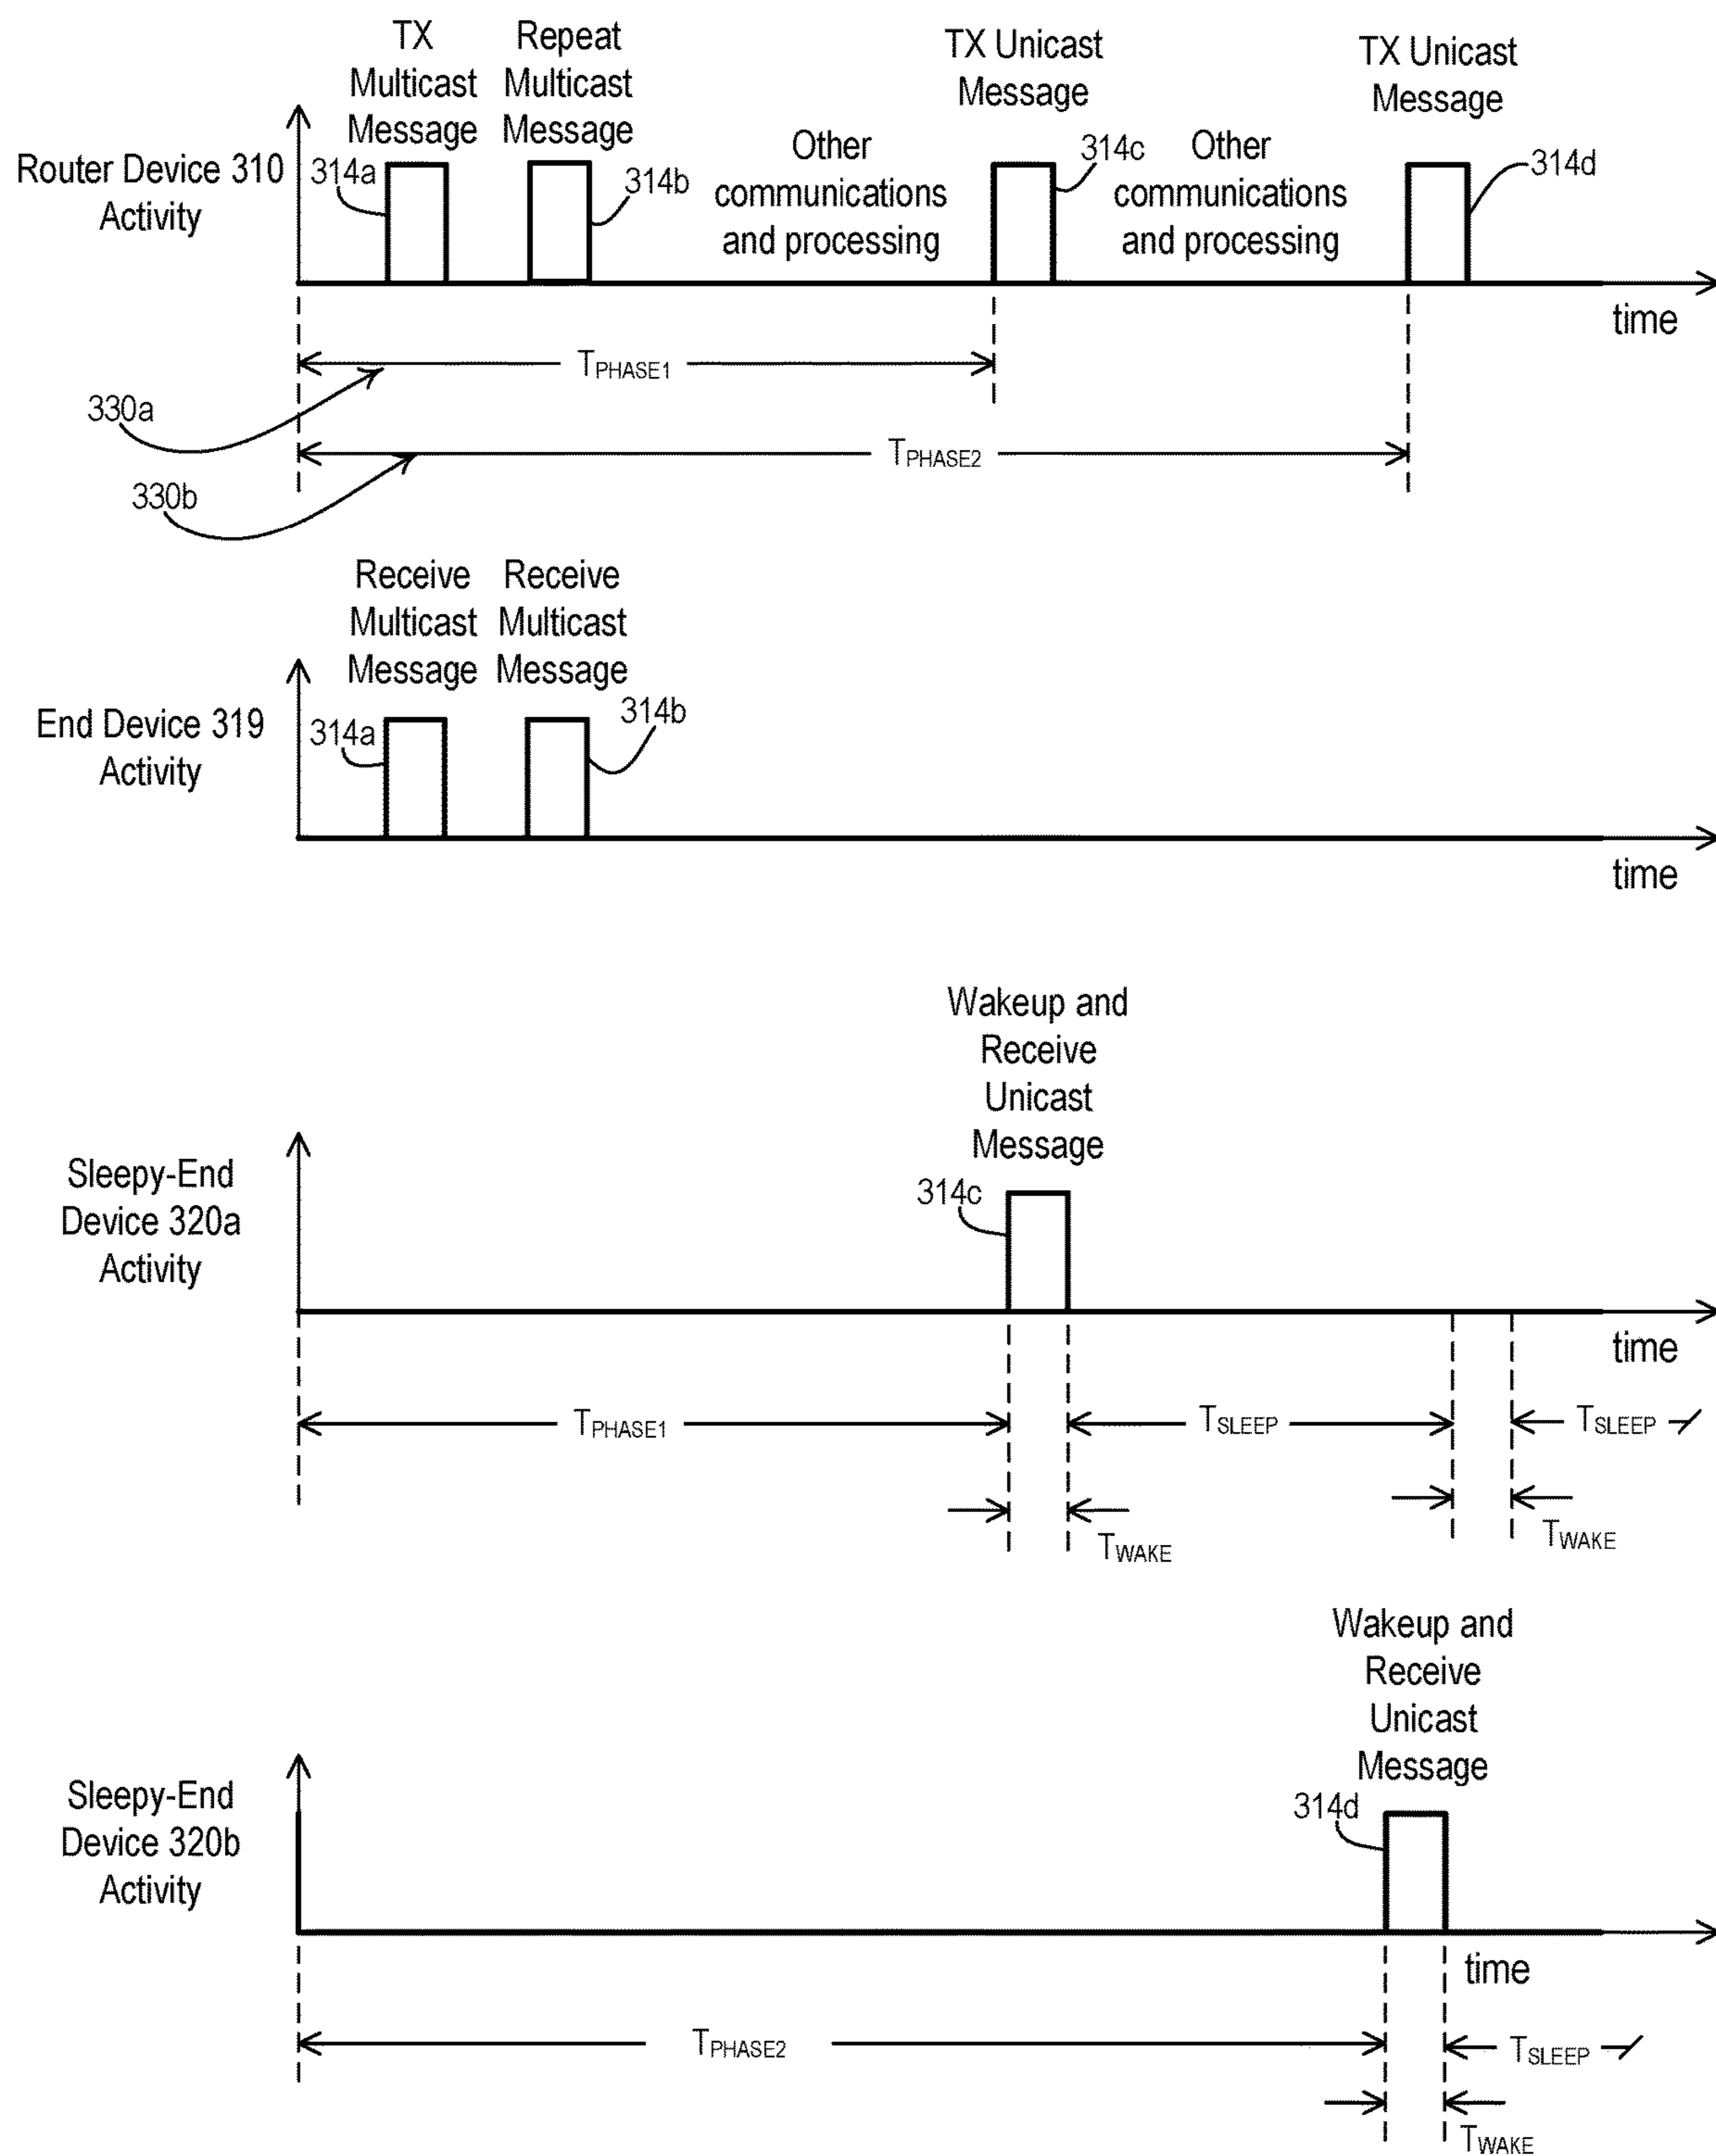 TX
Multicast
Message
Repeat
Multicast
Message
TX Unicast
Message
TX Unicast
Message
Router Device 310
Activity
314a
314b
Other
communications
and processing
314c
Other
communications
and processing
314d
time
TPHASE1
330a
TPHASE2
330b
Receive
Multicast
Message
Receive
Multicast
Message
End Device 319
Activity
314a
314b
time
Wakeup and
Receive
Unicast
Message
Sleepy-End
Device 320a
Activity
314c
time
TPHASE1
TSLEEP
TSLEEP
TWAKE
TWAKE
Wakeup and
Receive
Unicast
Message
Sleepy-End
Device 320b
Activity
314d
time
TPHASE2
TSLEEP
TWAKE